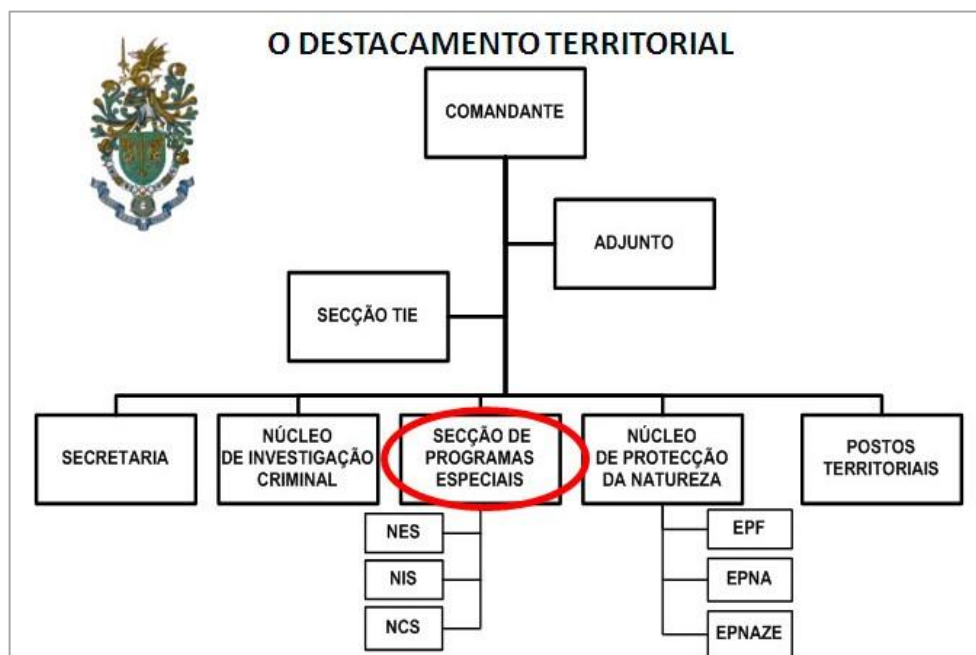 O DESTACAMENTO TERRITORIAL
COMANDANTE
ADJUNTO
SECÇÃO TIE
SECRETARIA
NÚCLEO
DE INVESTIGAÇÃO
CRIMINAL
SECÇÃO DE
PROGRAMAS
ESPECIAIS
NÚCLEO
DE PROTECÇÃO
DA NATUREZA
POSTOS
TERRITORIAIS
NES
NIS
NCS
EPF
EPNA
EPNAZE